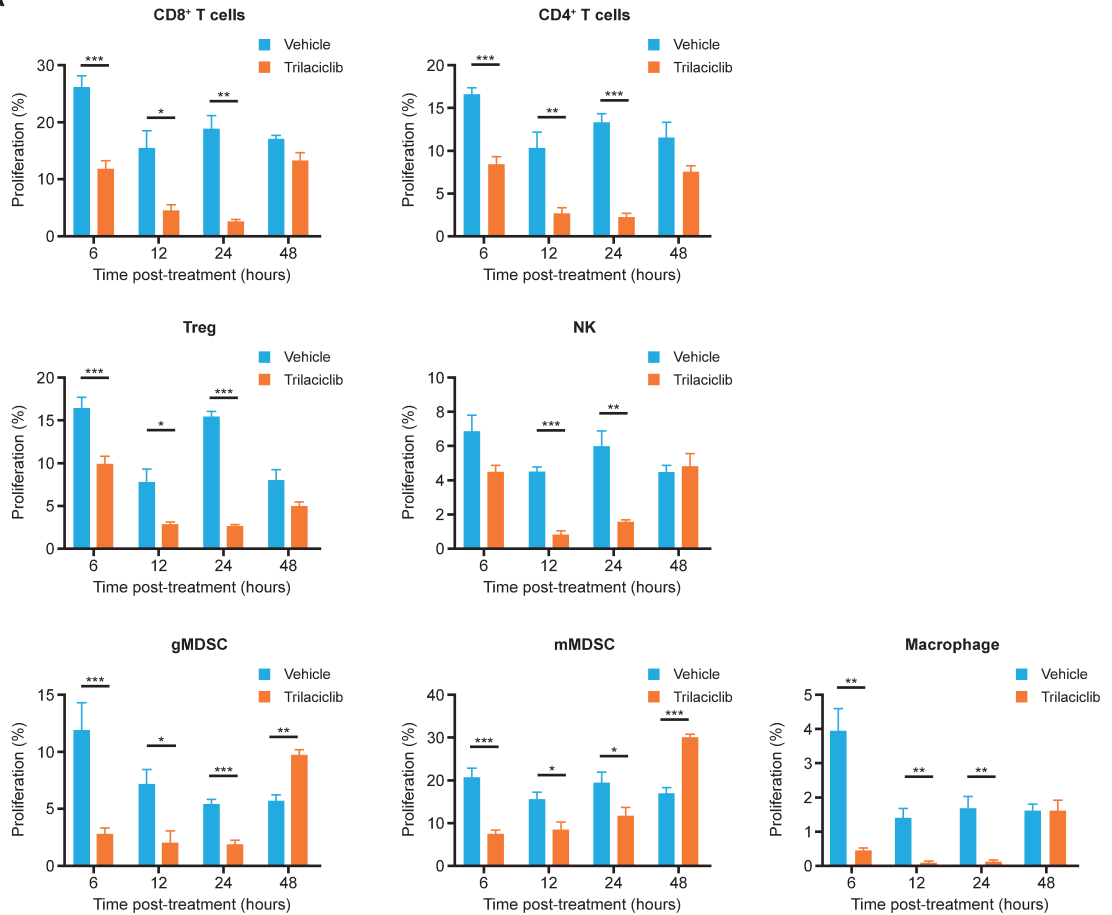 CD8⁺ T cells
Vehicle
Trilaciclib
Proliferation (%)
30
20
10
0
***
*
**
6 12 24 48
Time post-treatment (hours)
CD4⁺ T cells
Vehicle
Trilaciclib
Proliferation (%)
20
15
10
5
0
***
**
***
6 12 24 48
Time post-treatment (hours)
Treg
Vehicle
Trilaciclib
Proliferation (%)
20
15
10
5
0
***
*
***
6 12 24 48
Time post-treatment (hours)
NK
Vehicle
Trilaciclib
Proliferation (%)
10
8
6
4
2
0
***
**
6 12 24 48
Time post-treatment (hours)
gMDSC
Vehicle
Trilaciclib
Proliferation (%)
15
10
5
0
***
*
***
**
6 12 24 48
Time post-treatment (hours)
mMDSC
Vehicle
Trilaciclib
Proliferation (%)
40
30
20
10
0
***
*
*
***
6 12 24 48
Time post-treatment (hours)
Macrophage
Vehicle
Trilaciclib
Proliferation (%)
5
4
3
2
1
0
**
**
**
6 12 24 48
Time post-treatment (hours)